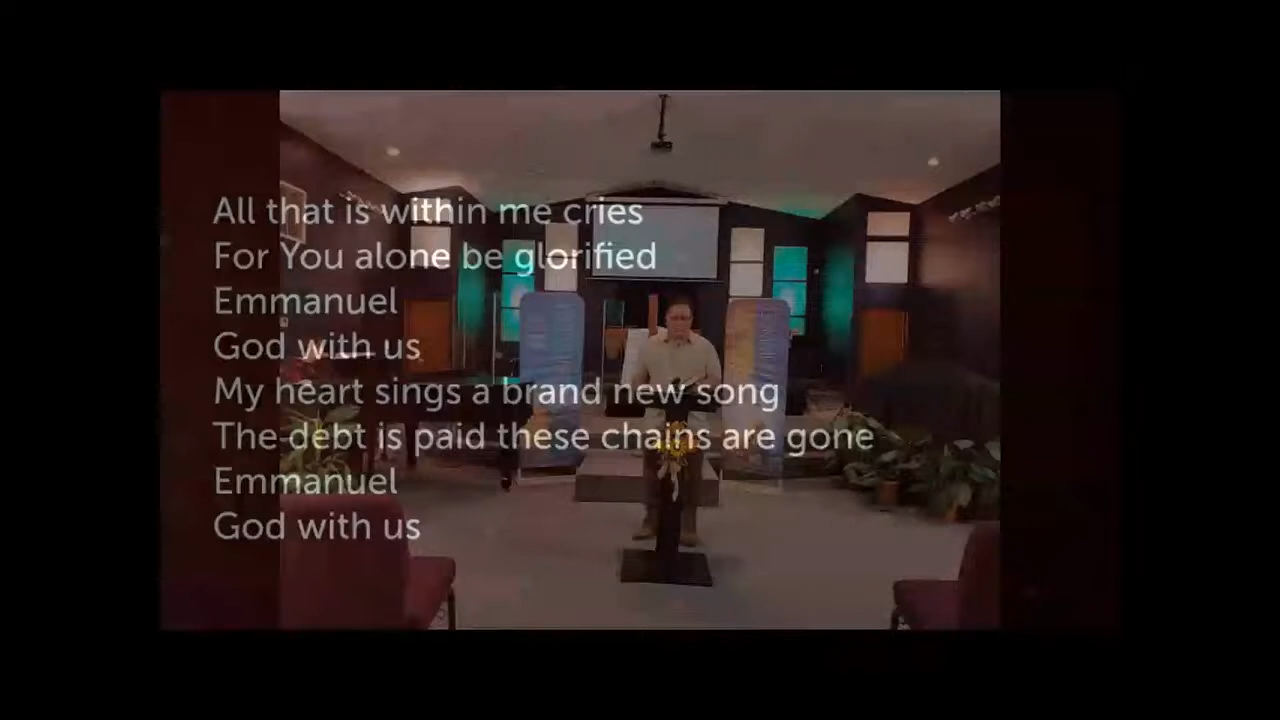 All that is within me cries
For You alone be glorified
Emmanuel
God with us
My heart sings a brand new song
The debt is paid these chains are gone
Emmanuel
God with us